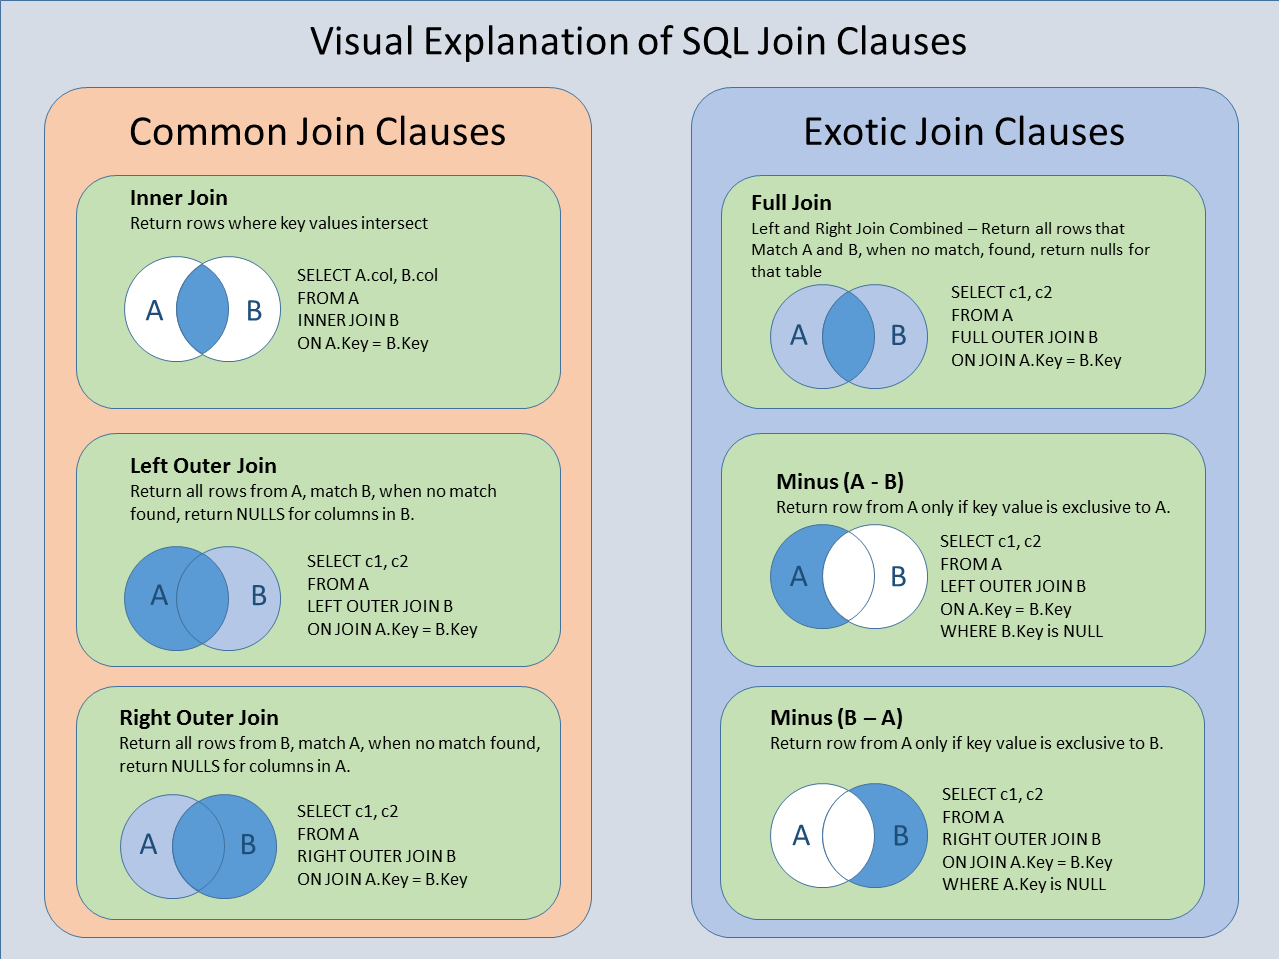 Visual Explanation of SQL Join Clauses
Common Join Clauses
Inner Join
Return rows where key values intersect
A B
SELECT A.col, B.col
FROM A
INNER JOIN B
ON A.Key = B.Key
Left Outer Join
Return all rows from A, match B, when no match
found, return NULLS for columns in B.
A B
SELECT c1, c2
FROM A
LEFT OUTER JOIN B
ON JOIN A.Key = B.Key
Right Outer Join
Return all rows from B, match A, when no match found,
return NULLS for columns in A.
A B
SELECT c1, c2
FROM A
RIGHT OUTER JOIN B
ON JOIN A.Key = B.Key
Exotic Join Clauses
Full Join
Left and Right Join Combined – Return all rows that
Match A and B, when no match, found, return nulls for
that table
A B
SELECT c1, c2
FROM A
FULL OUTER JOIN B
ON JOIN A.Key = B.Key
Minus (A - B)
Return row from A only if key value is exclusive to A.
A B
SELECT c1, c2
FROM A
LEFT OUTER JOIN B
ON A.Key = B.Key
WHERE B.Key is NULL
Minus (B – A)
Return row from A only if key value is exclusive to B.
A B
SELECT c1, c2
FROM A
RIGHT OUTER JOIN B
ON JOIN A.Key = B.Key
WHERE A.Key is NULL